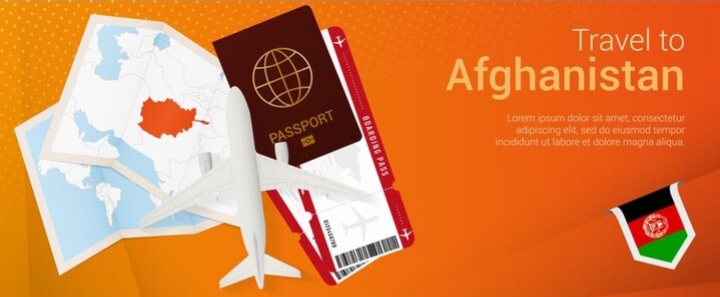 Travel to
Afghanistan
Lorem ipsum dolor sit amet, consectetur
adipiscing elit, sed do eiusmod tempor
incididunt ut labore et dolore magna aliqua.
PASSPORT
BOARDING PASS